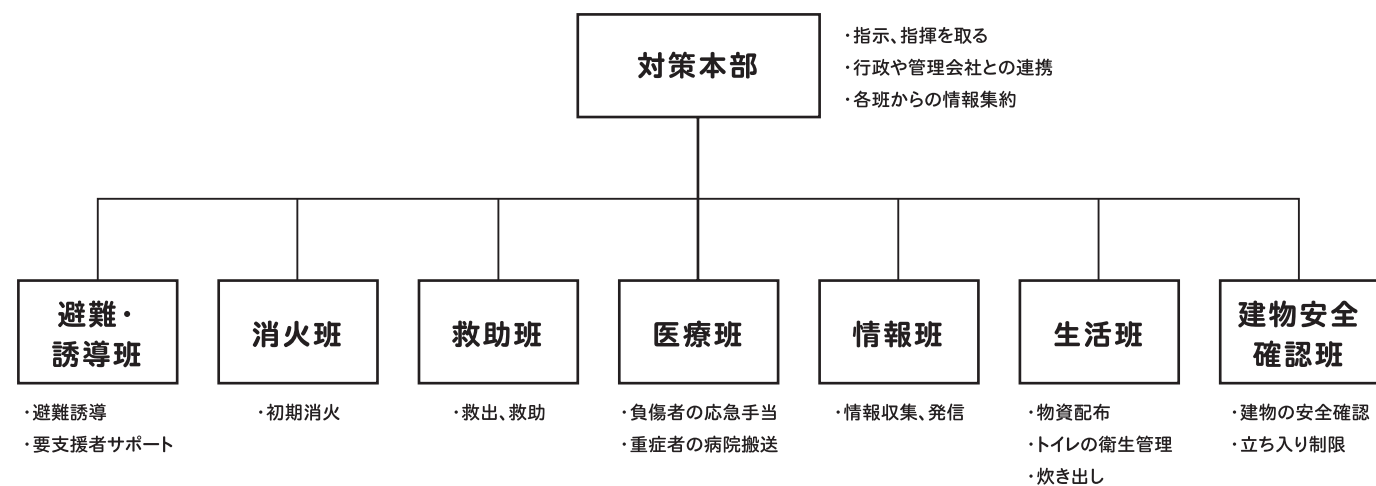 対策本部
・指示、指揮を取る
・行政や管理会社との連携
・各班からの情報集約
避難・
誘導班
・避難誘導
・要支援者サポート
消火班
・初期消火
救助班
・救出、救助
医療班
・負傷者の応急手当
・重症者の病院搬送
情報班
・情報収集、発信
生活班
・物資配布
・トイレの衛生管理
・炊き出し
建物安全
確認班
・建物の安全確認
・立ち入り制限